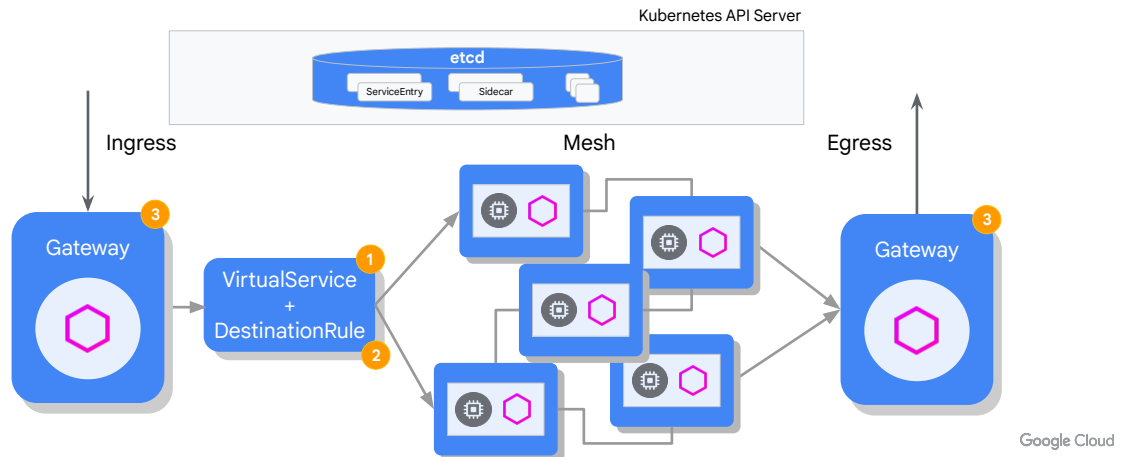 Kubernetes API Server
etcd
ServiceEntry
Sidecar
Ingress
Mesh
Egress
3
Gateway
1
VirtualService
+
DestinationRule
2
3
Gateway
Google Cloud